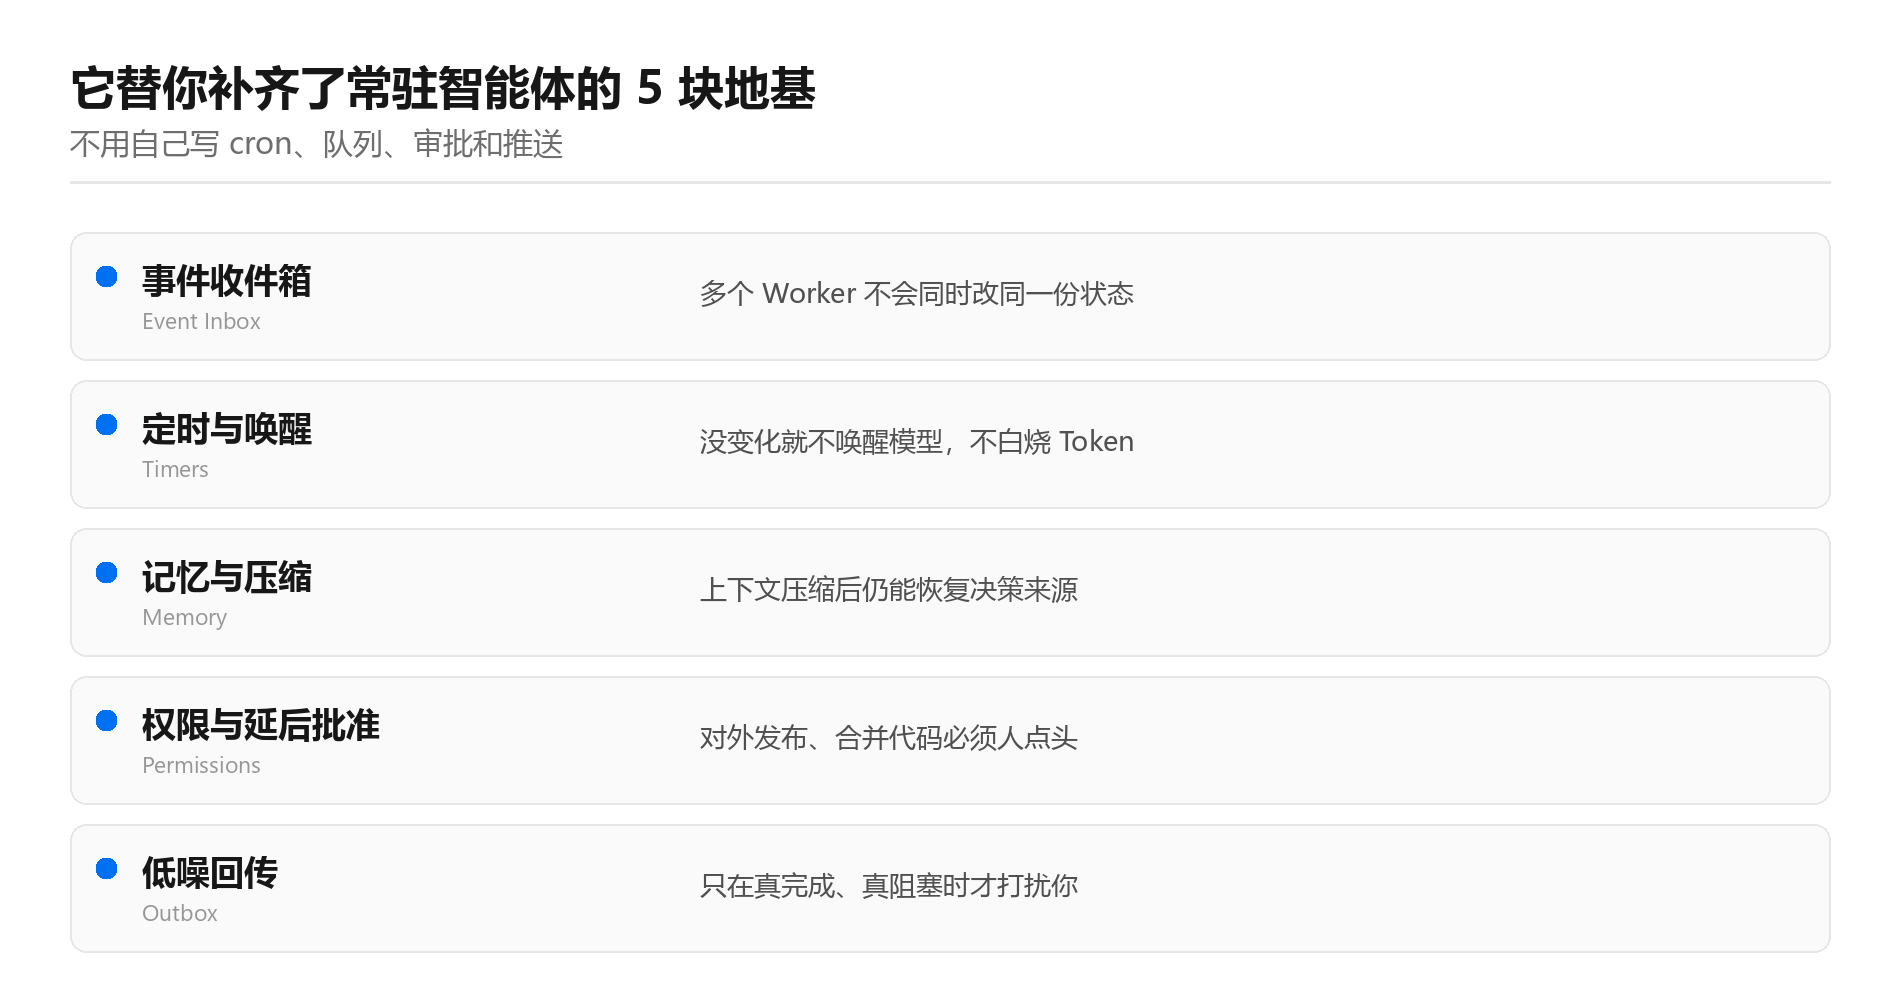 它替你补齐了常驻智能体的 5 块地基
不用自己写 cron、队列、审批和推送
事件收件箱
Event Inbox
多个 Worker 不会同时改同一份状态
定时与唤醒
Timers
没变化就不唤醒模型，不白烧 Token
记忆与压缩
Memory
上下文压缩后仍能恢复决策来源
权限与延后批准
Permissions
对外发布、合并代码必须人点头
低噪回传
Outbox
只在真完成、真阻塞时才打扰你